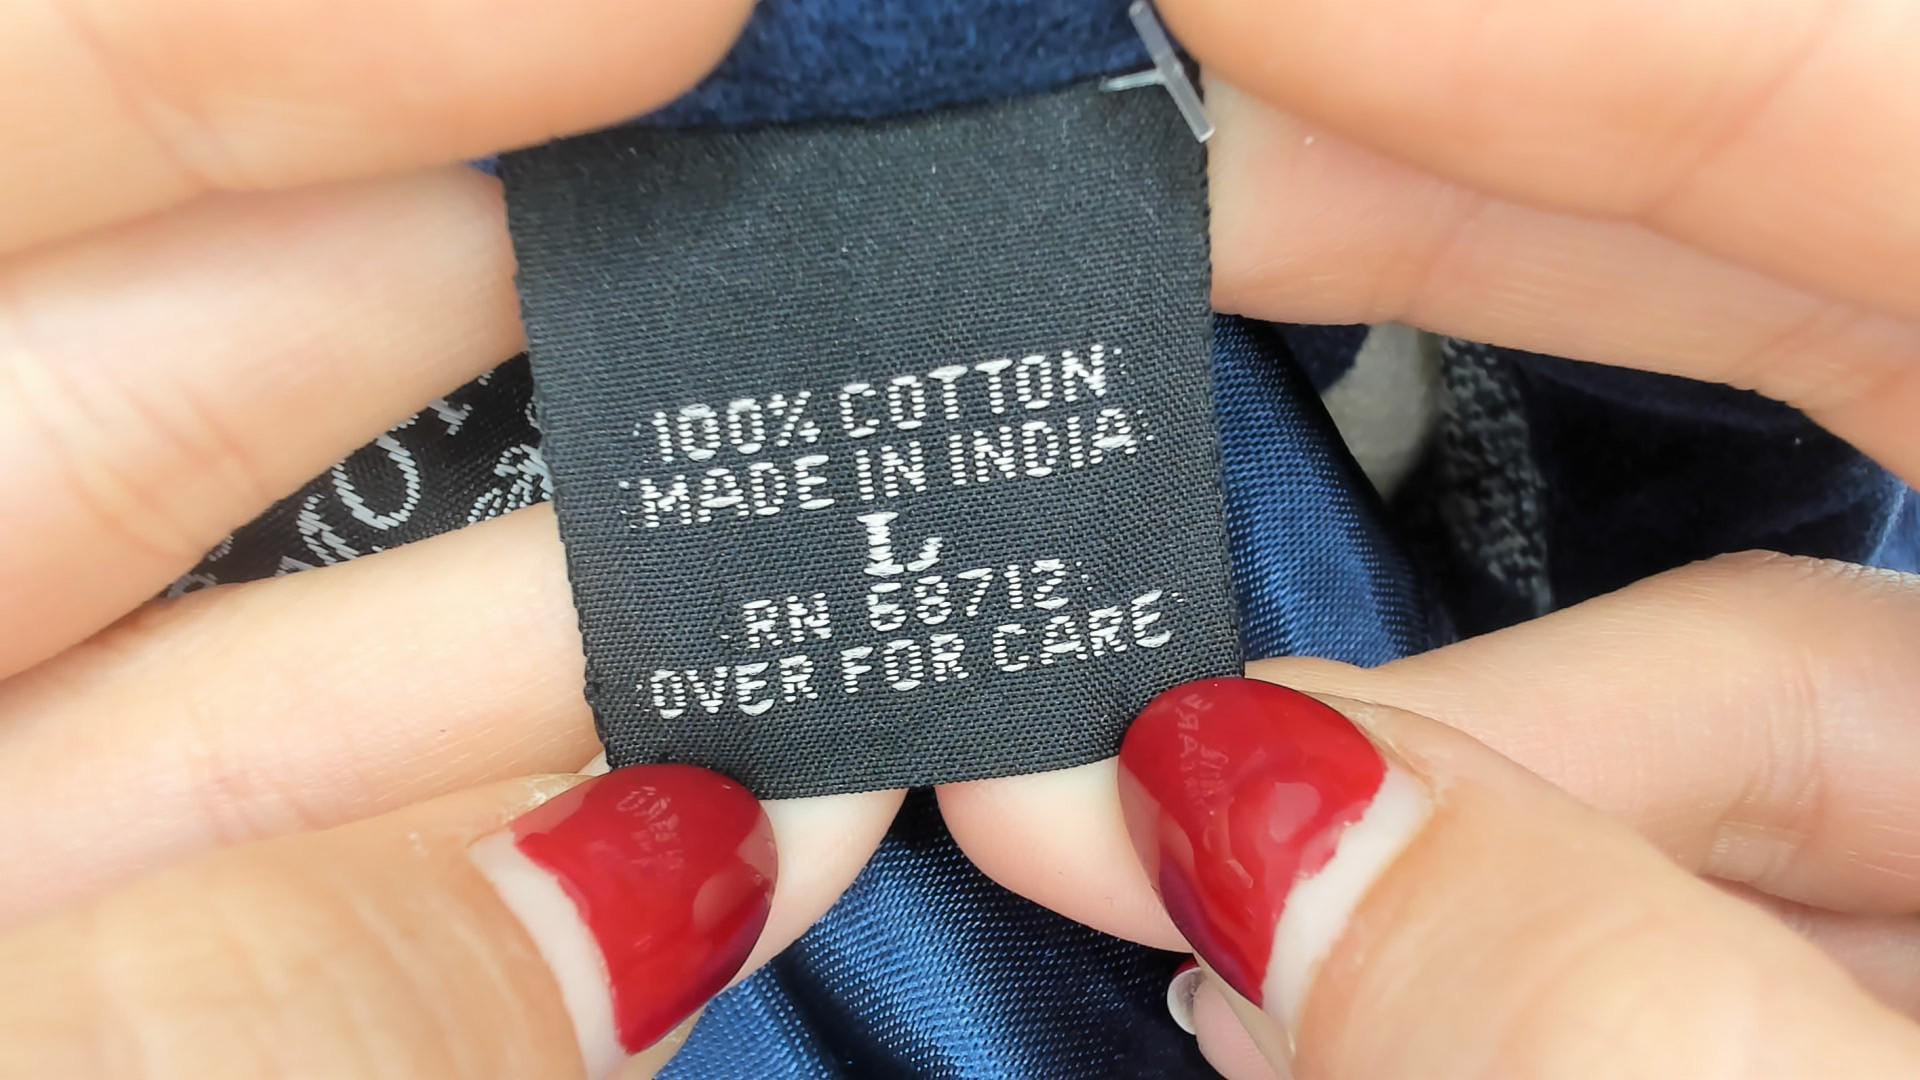 100% COTTON
MADE IN INDIA
L
RN 68712
OVER FOR CARE